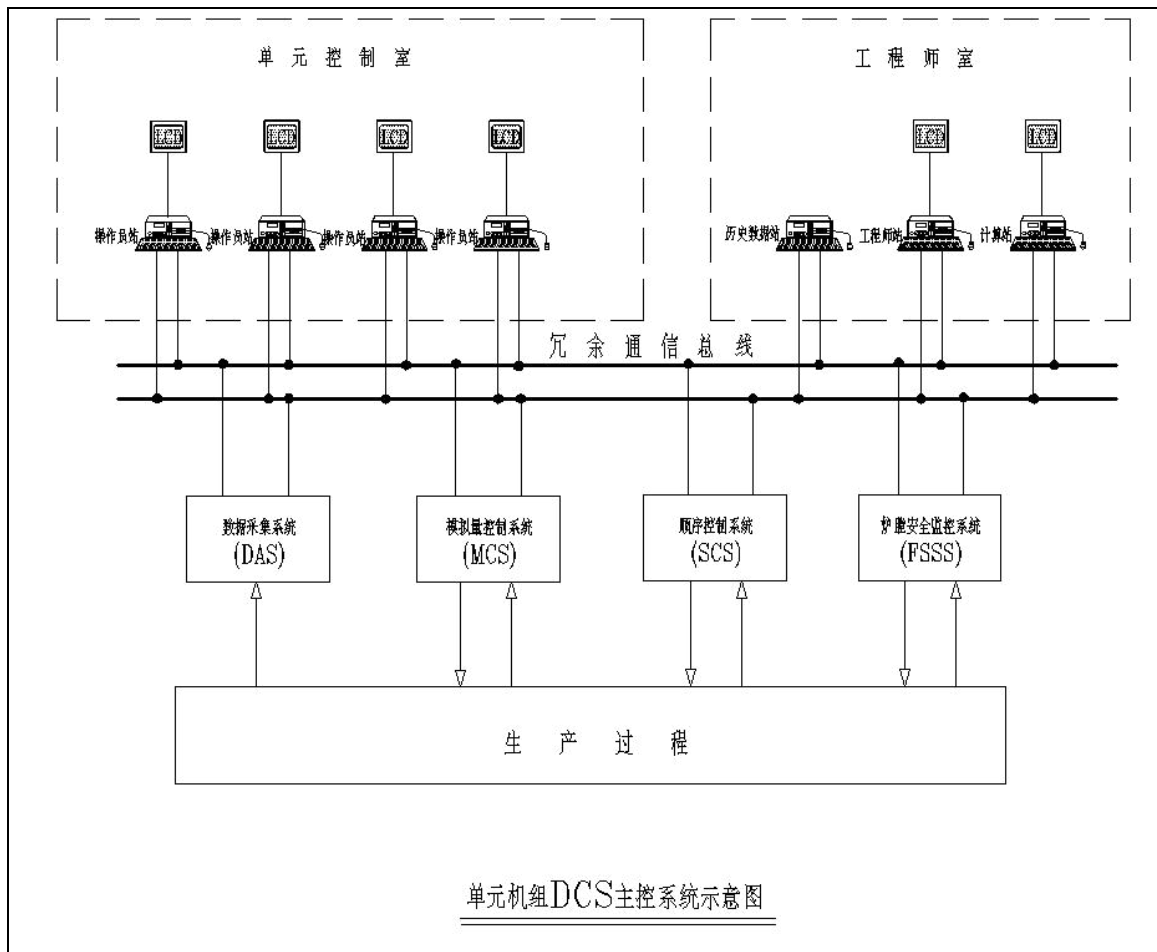 单元控制室
工程师室
LCD
LCD
LCD
LCD
LCD
LCD
操作员站
操作员站
操作员站
操作员站
历史数据站
工程师站
计算站
冗余通信总线
数据采集系统
(DAS)
模拟量控制系统
(MCS)
顺序控制系统
(SCS)
炉膛安全监控系统
(FSSS)
生产过程
单元机组DCS主控系统示意图